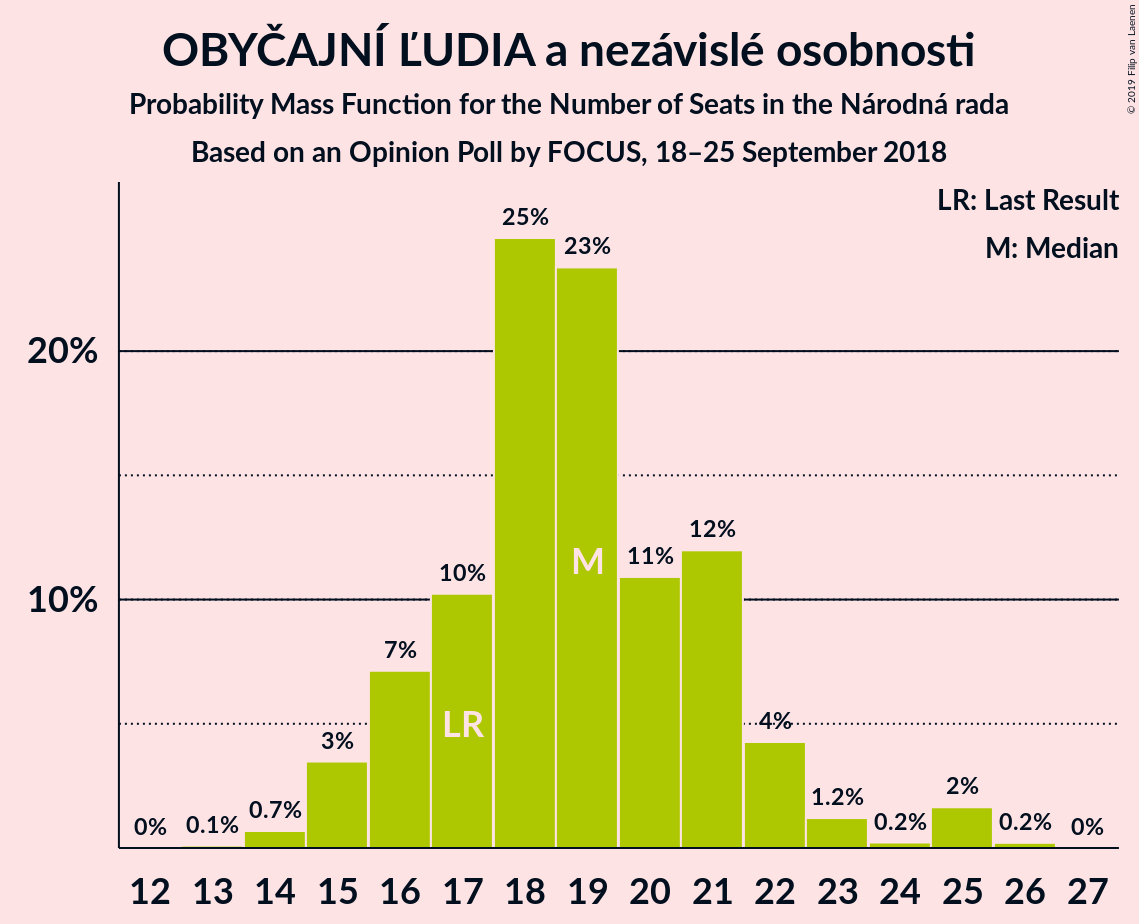 OBYČAJNÍ ĽUDIA a nezávislé osobnosti
Probability Mass Function for the Number of Seats in the Národná rada
Based on an Opinion Poll by FOCUS, 18–25 September 2018
© 2019 Filip van Laenen
LR: Last Result
M: Median
20%
10%
0%
0.1%
0.7%
3%
7%
10%
25%
23%
11%
12%
4%
1.2%
0.2%
2%
0.2%
0%
LR
M
12 13 14 15 16 17 18 19 20 21 22 23 24 25 26 27